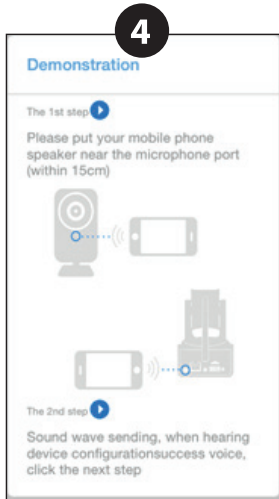 4
Demonstration
The 1st step
Please put your mobile phone
speaker near the microphone port
(within 15cm)
The 2nd step
Sound wave sending, when hearing
device configurationsuccess voice,
click the next step